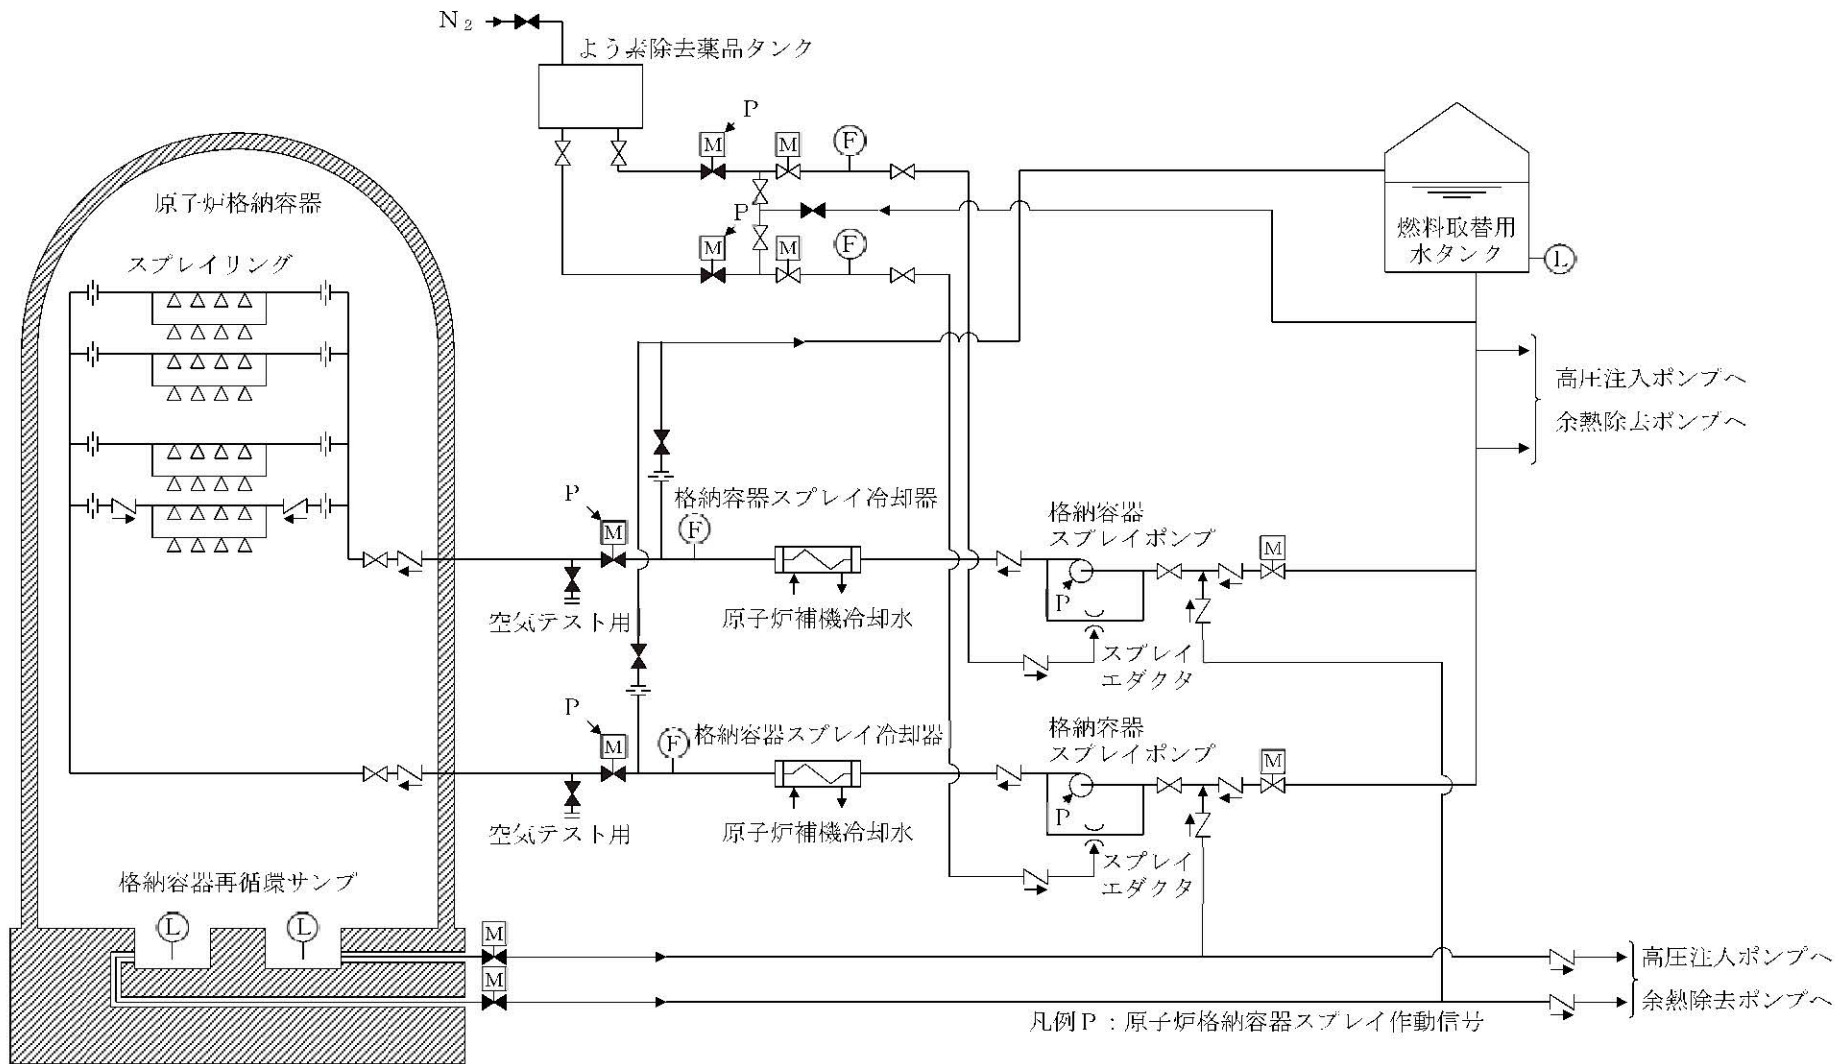 N₂
よう素除去薬品タンク
P
M
M
F
原子炉格納容器
スプレイリング
P
M
M
F
燃料取替用
水タンク
L
高圧注入ポンプへ
余熱除去ポンプへ
P
M
格納容器スプレイ冷却器
F
格納容器
スプレイポンプ
M
P
空気テスト用
原子炉補機冷却水
スプレイ
エダクタ
P
M
格納容器スプレイ冷却器
F
格納容器
スプレイポンプ
M
P
空気テスト用
原子炉補機冷却水
スプレイ
エダクタ
格納容器再循環サンプ
L
L
M
M
高圧注入ポンプへ
余熱除去ポンプへ
凡例P:原子炉格納容器スプレイ作動信号